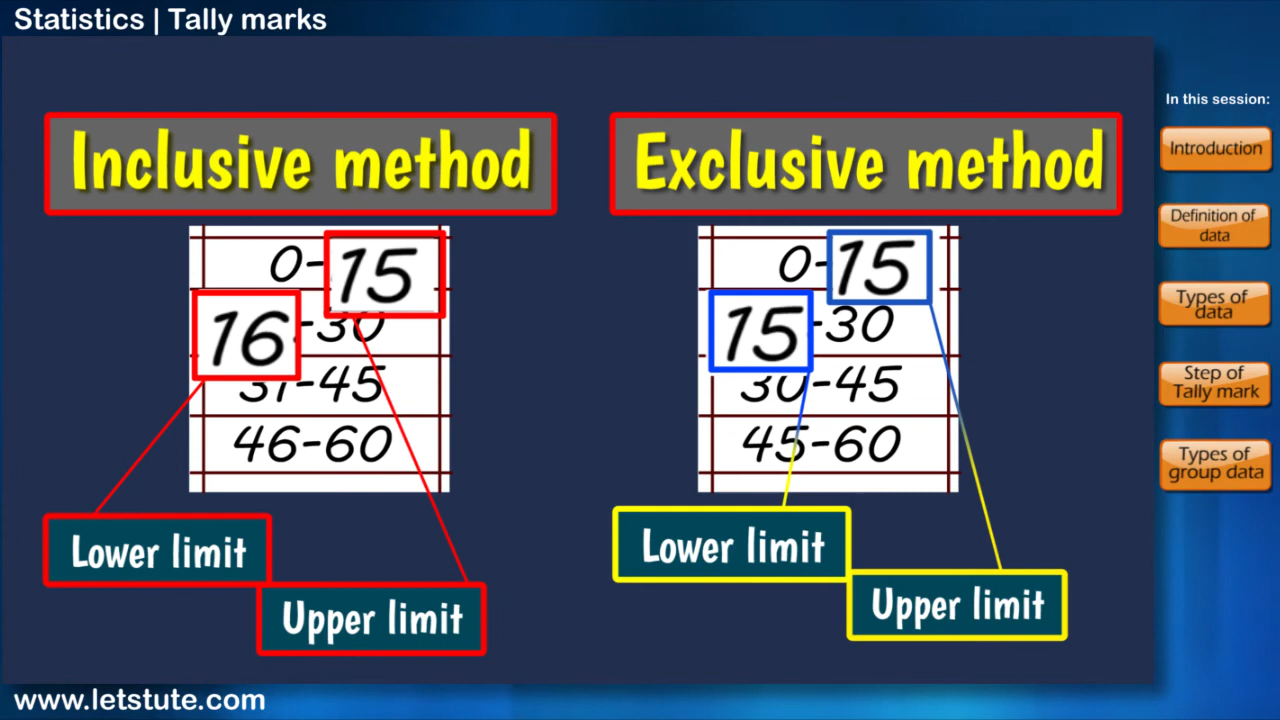 Statistics | Tally marks
In this session:
Introduction
Definition of
data
Types of
data
Step of
Tally mark
Types of
group data
Inclusive method
0-15
16-30
31-45
46-60
Lower limit
Upper limit
Exclusive method
0-15
15-30
30-45
45-60
Lower limit
Upper limit
www.letstute.com